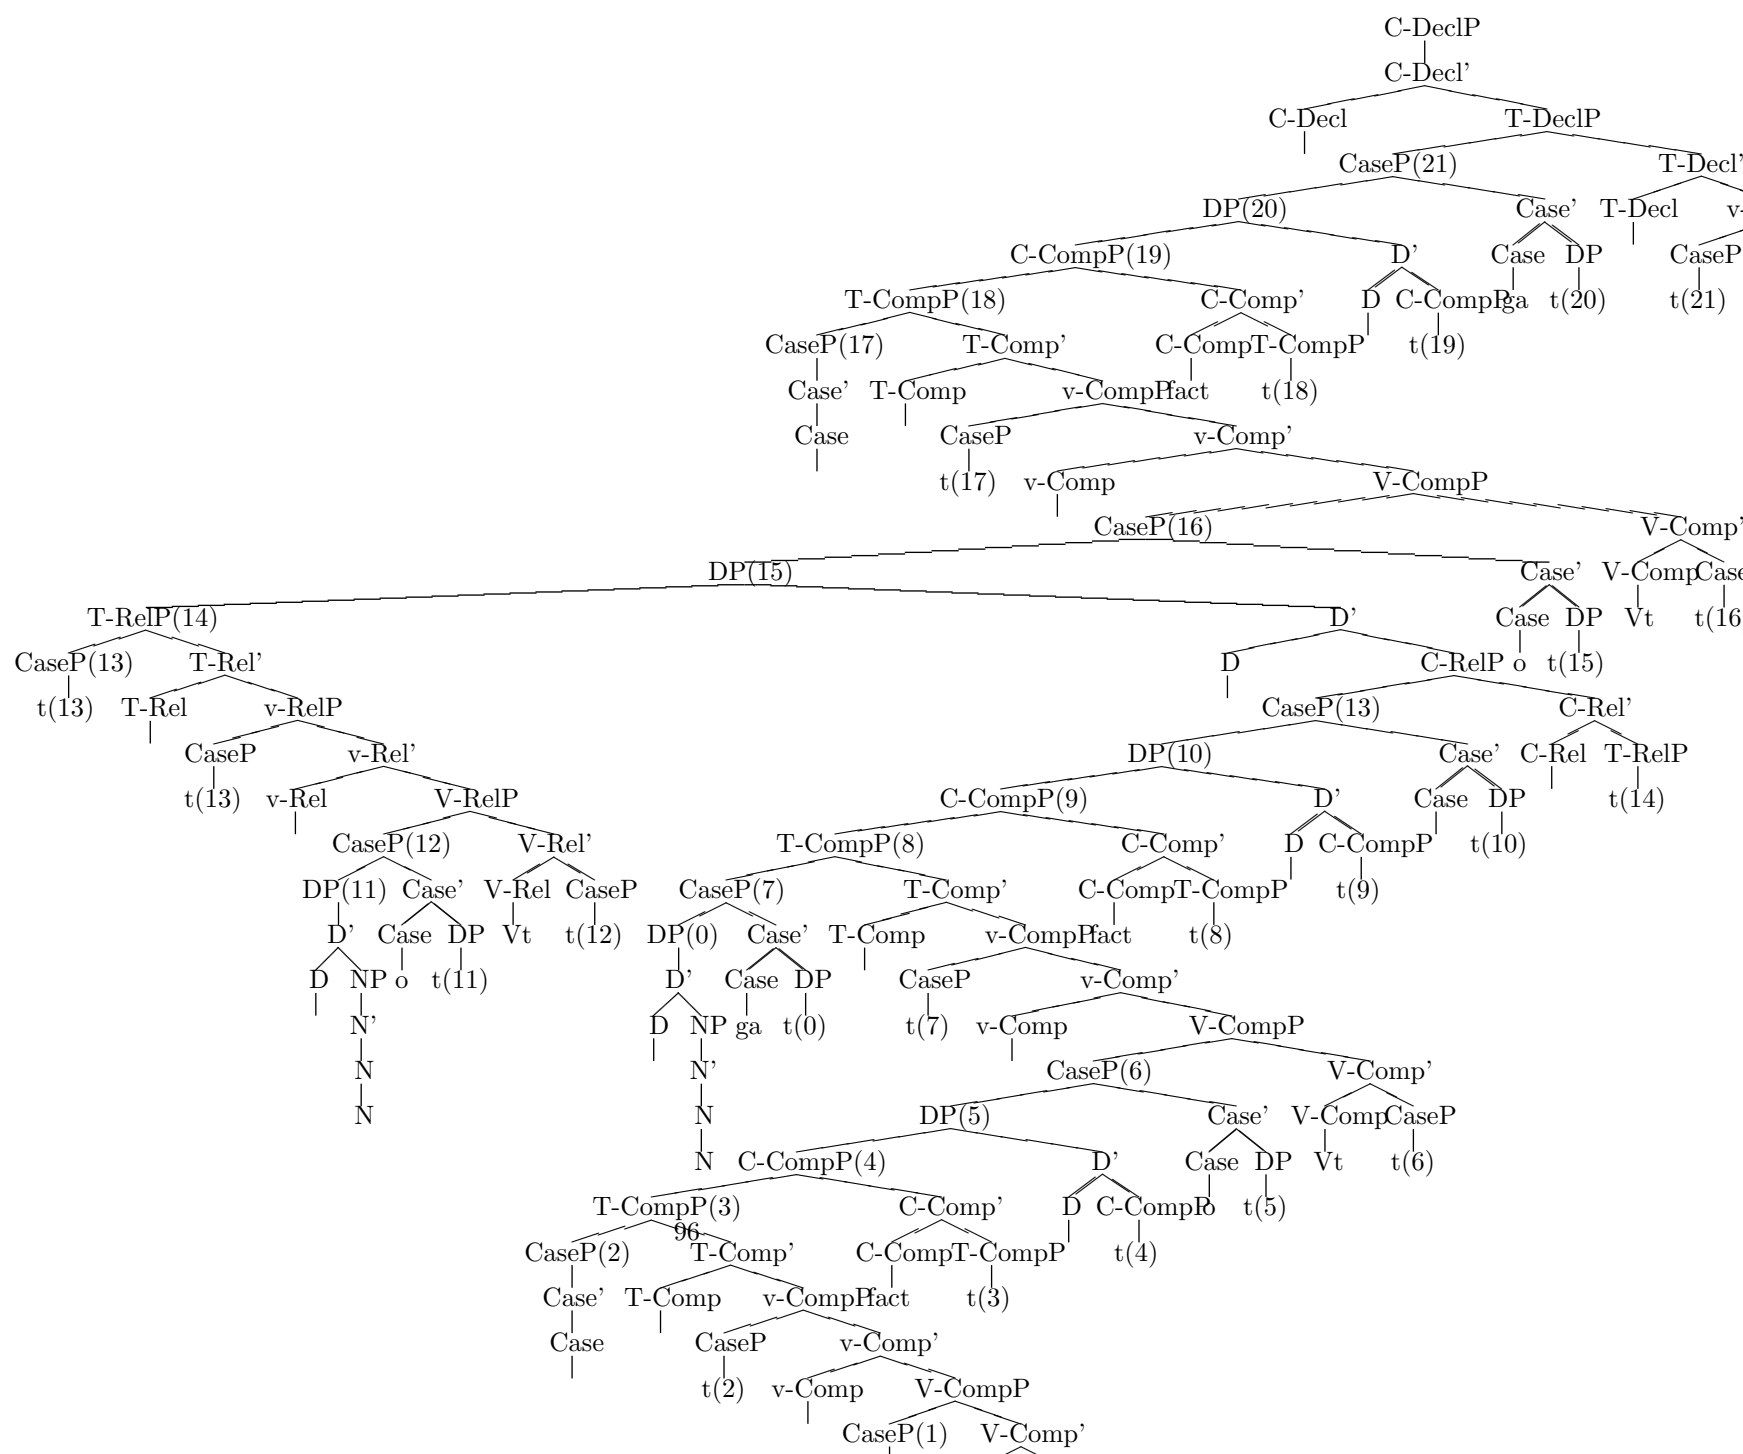 C-DeclP
C-Decl'
C-Decl T-DeclP
CaseP(21) T-Decl'
DP(20) Case' T-Decl v-
C-CompP(19) D' Case DP CaseP
T-CompP(18) C-Comp' D C-CompP ga t(20) t(21)
CaseP(17) T-Comp' C-Comp T-CompP t(19)
Case' T-Comp v-CompP fact t(18)
Case CaseP v-Comp'
t(17) v-Comp V-CompP
CaseP(16) V-Comp'
DP(15) Case' V-Comp Case
T-RelP(14) D' Case DP Vt t(16
CaseP(13) T-Rel' D C-RelP o t(15)
t(13) T-Rel v-RelP CaseP(13) C-Rel'
CaseP v-Rel' DP(10) Case' C-Rel T-RelP
t(13) v-Rel V-RelP C-CompP(9) D' Case DP t(14)
CaseP(12) V-Rel' T-CompP(8) C-Comp' D C-CompP t(10)
DP(11) Case' V-Rel CaseP CaseP(7) T-Comp' C-Comp T-CompP t(9)
D' Case DP Vt t(12) DP(0) Case' T-Comp v-CompP fact t(8)
D NP o t(11) D' Case DP CaseP v-Comp'
N' D NP ga t(0) t(7) v-Comp V-CompP
N N' CaseP(6) V-Comp'
N N DP(5) Case' V-Comp CaseP
N C-CompP(4) D' Case DP Vt t(6)
T-CompP(3) C-Comp' D C-CompP o t(5)
96
CaseP(2) T-Comp' C-Comp T-CompP t(4)
Case' T-Comp v-CompP fact t(3)
Case CaseP v-Comp'
t(2) v-Comp V-CompP
CaseP(1) V-Comp'